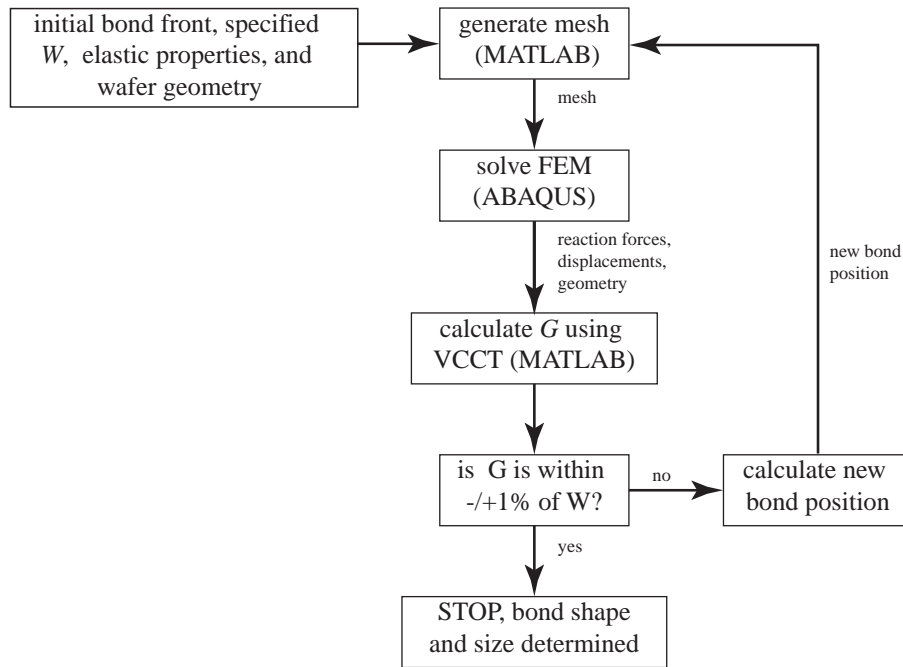 initial bond front, specified
W, elastic properties, and
wafer geometry
generate mesh
(MATLAB)
mesh
solve FEM
(ABAQUS)
reaction forces,
displacements,
geometry
new bond
position
calculate G using
VCCT (MATLAB)
is G is within
-/+1% of W?
no
calculate new
bond position
yes
STOP, bond shape
and size determined